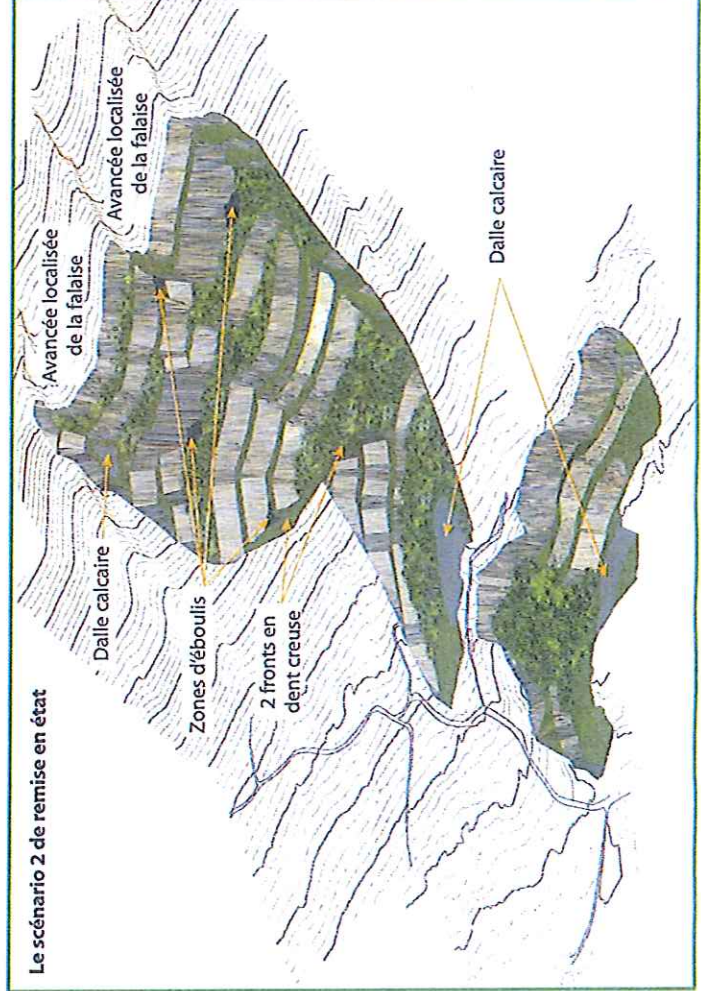 Le scénario 2 de remise en état
Avancée localisée
de la falaise
Avancée localisée
de la falaise
Dalle calcaire
Zones d'éboulis
2 fronts en
dent creuse
Dalle calcaire